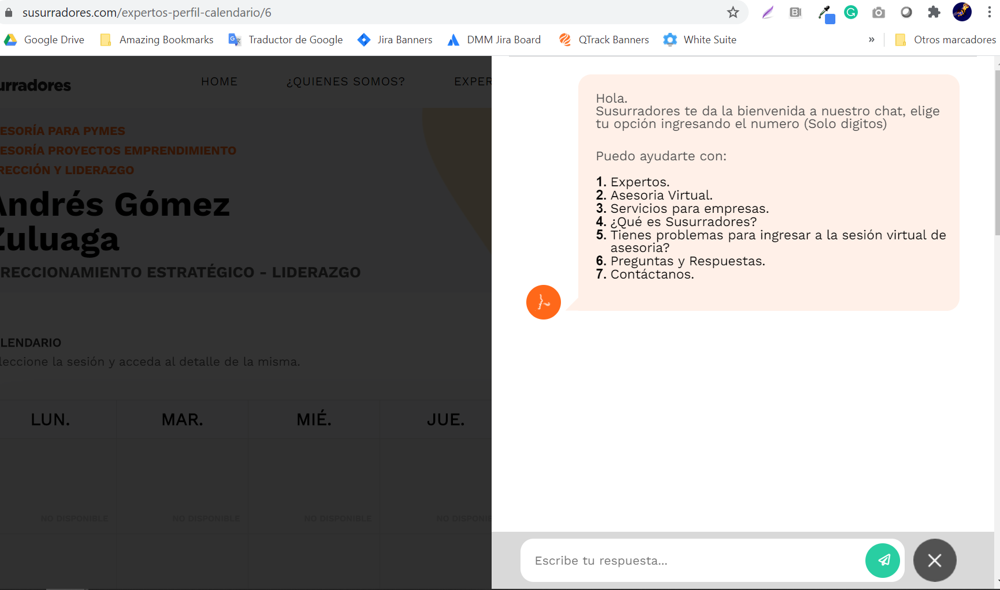 susurradores.com/expertos-perfil-calendario/6
Google Drive
Amazing Bookmarks
Traductor de Google
Jira Banners
DMM Jira Board
QTrack Banners
White Suite
»
Otros marcadores
urradores
HOME
¿QUIENES SOMOS?
EXPER
ESORÍA PARA PYMES
ESORÍA PROYECTOS EMPRENDIMIENTO
RECCIÓN Y LIDERAZGO
Andrés Gómez
Zuluaga
RECCIONAMIENTO ESTRATÉGICO - LIDERAZGO
LENDARIO
leccione la sesión y acceda al detalle de la misma.
LUN.
MAR.
MIÉ.
JUE.
NO DISPONIBLE
NO DISPONIBLE
NO DISPONIBLE
NO DISPONIBLE
Hola.
Susurradores te da la bienvenida a nuestro chat, elige
tu opción ingresando el numero (Solo digitos)
Puedo ayudarte con:
1. Expertos.
2. Asesoria Virtual.
3. Servicios para empresas.
4. ¿Qué es Susurradores?
5. Tienes problemas para ingresar a la sesión virtual de
asesoria?
6. Preguntas y Respuestas.
7. Contáctanos.
Escribe tu respuesta...